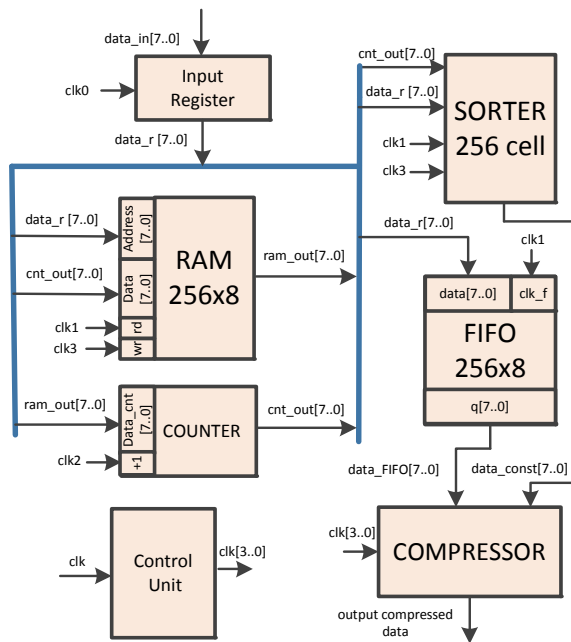 data_in[7..0]
clk0
Input
Register
data_r [7..0]
cnt_out[7..0]
data_r [7..0]
clk1
clk3
SORTER
256 cell
data_r [7..0]
cnt_out[7..0]
clk1
clk3
Address
[7..0]
Data
[7..0]
rd
wr
RAM
256x8
ram_out[7..0]
data_r[7..0]
clk1
data[7..0]
clk_f
FIFO
256x8
q[7..0]
ram_out[7..0]
clk2
Data_cnt
[7..0]
+1
COUNTER
cnt_out[7..0]
data_FIFO[7..0]
data_const[7..0]
clk
Control
Unit
clk[3..0]
clk[3..0]
COMPRESSOR
output compressed
data